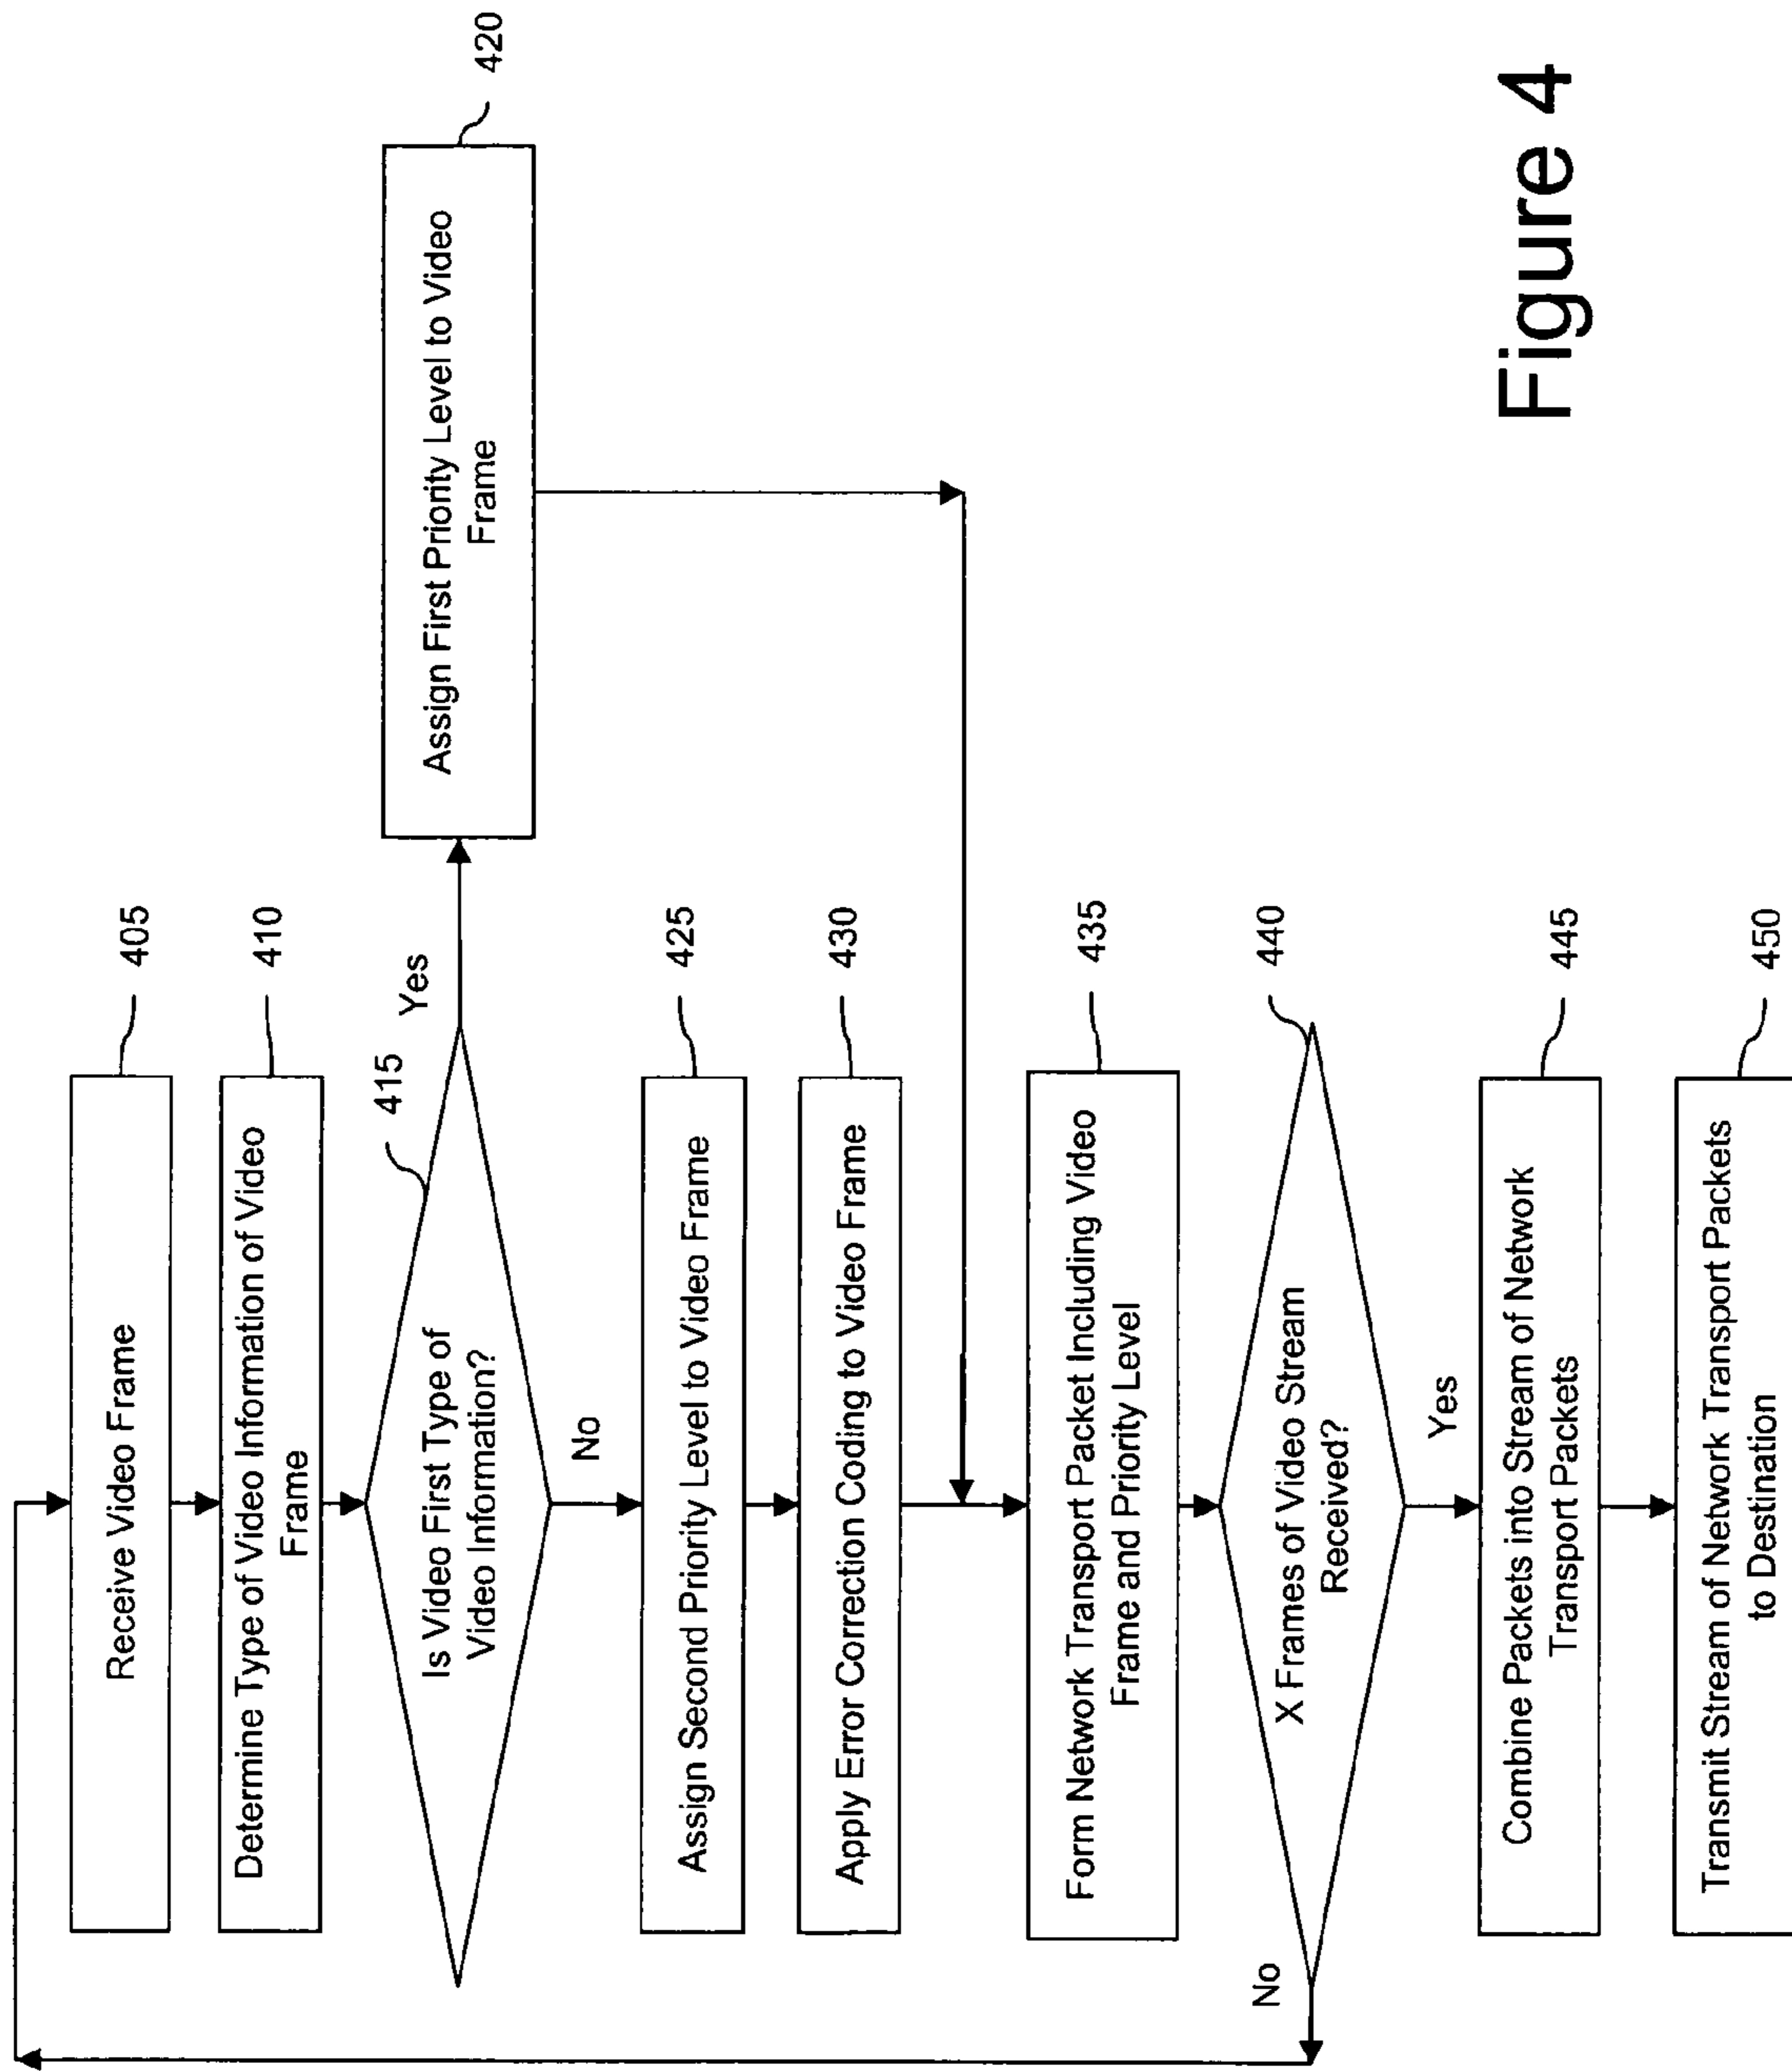 Receive Video Frame
405
Determine Type of Video Information of Video
Frame
410
Is Video First Type of
Video Information?
415
Yes
Assign First Priority Level to Video
Frame
420
No
Assign Second Priority Level to Video Frame
425
Apply Error Correction Coding to Video Frame
430
Form Network Transport Packet Including Video
Frame and Priority Level
435
X Frames of Video Stream
Received?
440
No
Yes
Combine Packets into Stream of Network
Transport Packets
445
Transmit Stream of Network Transport Packets
to Destination
450
Figure 4